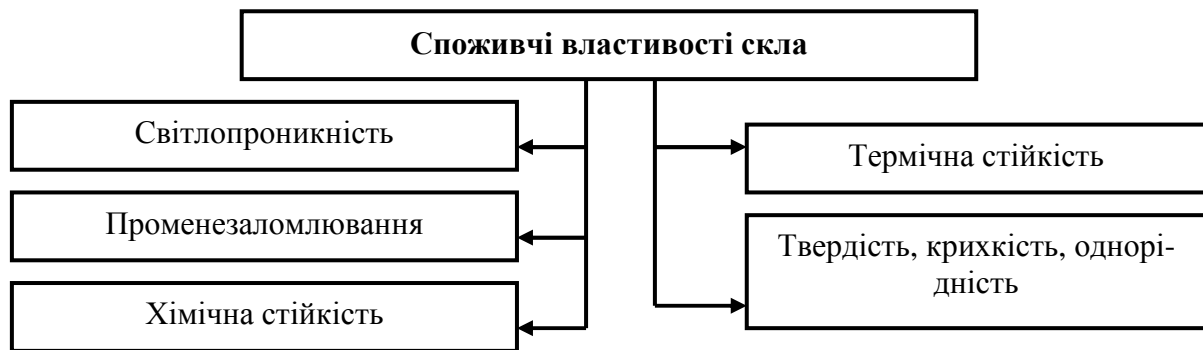 Споживчі властивості скла
Світлопроникність
Променезаломлювання
Хімічна стійкість
Термічна стійкість
Твердість, крихкість, однорі-
дність